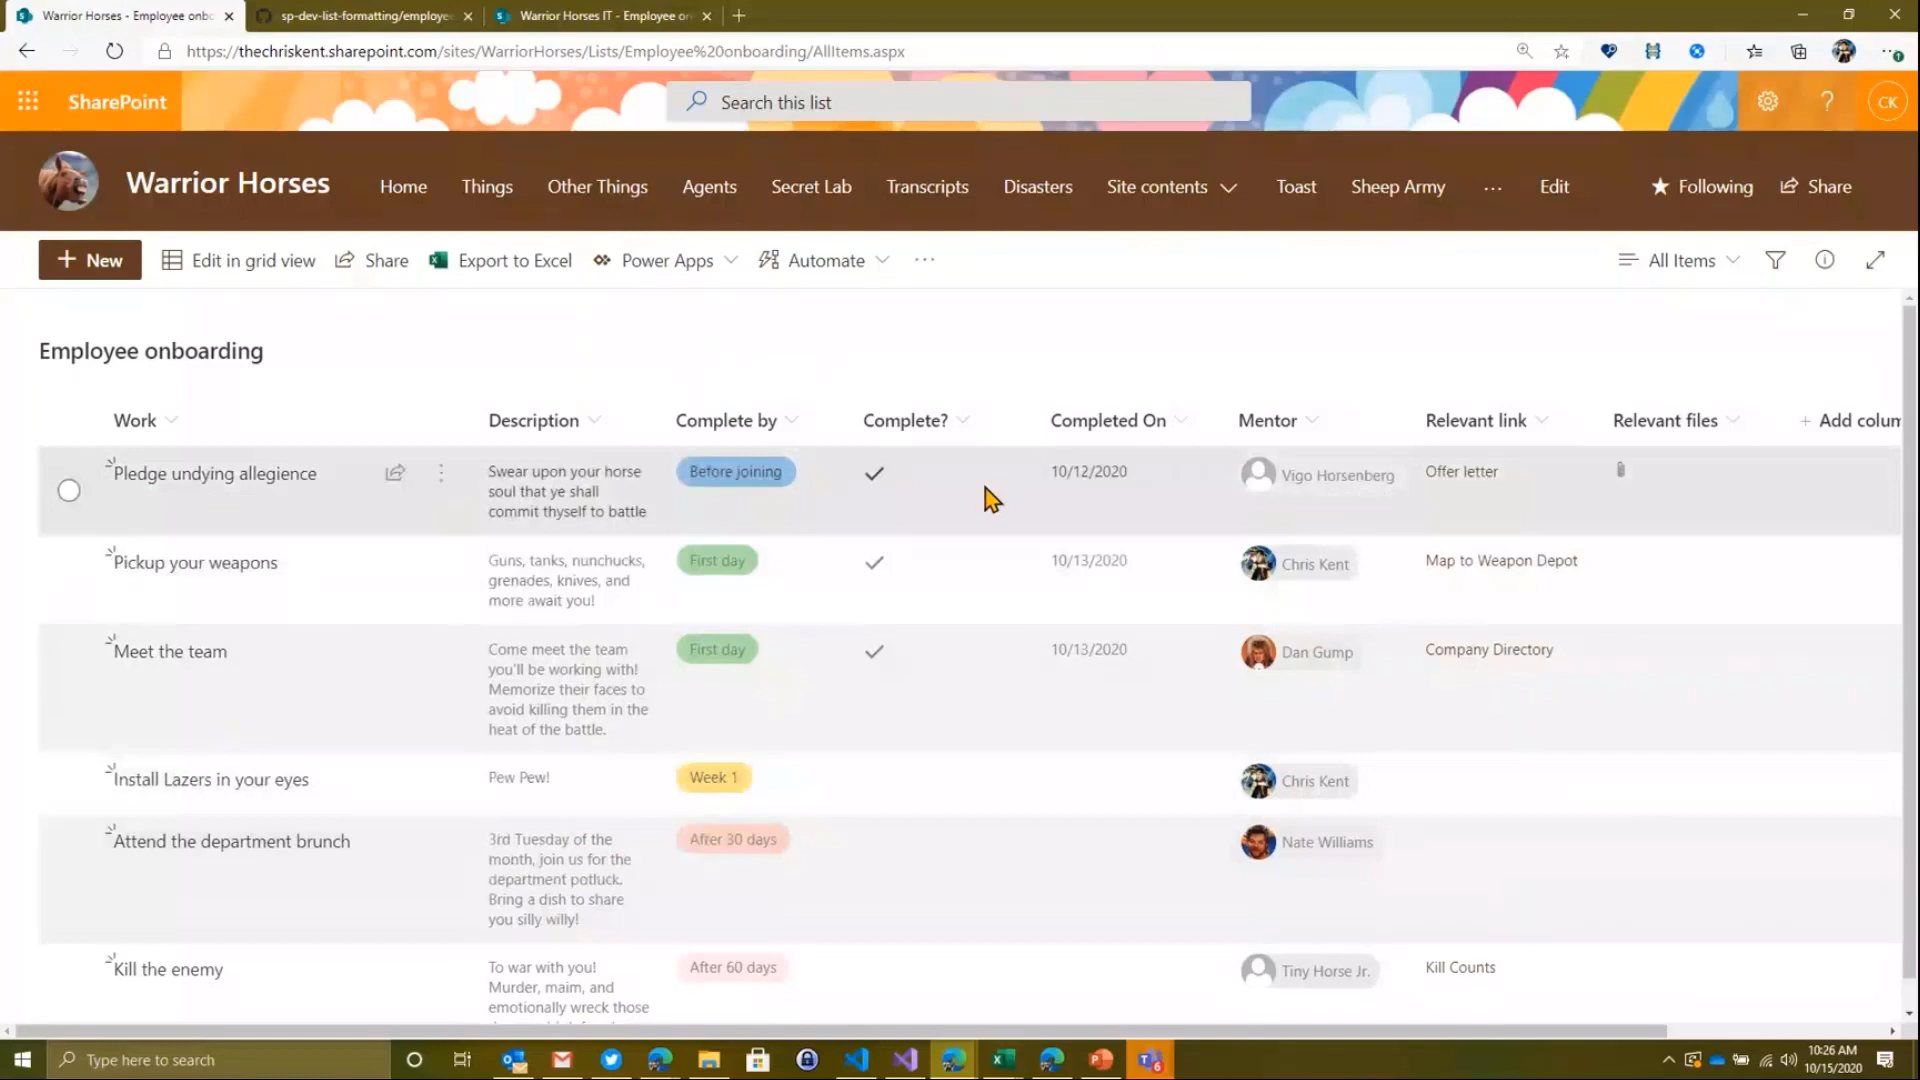 Warrior Horses - Employee onbo
sp-dev-list-formatting/employe
Warrior Horses IT - Employee on
https://thechriskent.sharepoint.com/sites/WarriorHorses/Lists/Employee%20onboarding/AllItems.aspx
SharePoint
Search this list
CK
Warrior Horses
Home
Things
Other Things
Agents
Secret Lab
Transcripts
Disasters
Site contents
Toast
Sheep Army
Edit
Following
Share
New
Edit in grid view
Share
Export to Excel
Power Apps
Automate
All Items
Employee onboarding
Work
Description
Complete by
Complete?
Completed On
Mentor
Relevant link
Relevant files
+ Add colum
Pledge undying allegience
Swear upon your horse
soul that ye shall
commit thyself to battle
Before joining
10/12/2020
Vigo Horsenberg
Offer letter
Pickup your weapons
Guns, tanks, nunchucks,
grenades, knives, and
more await you!
First day
10/13/2020
Chris Kent
Map to Weapon Depot
Meet the team
Come meet the team
you'll be working with!
Memorize their faces to
avoid killing them in the
heat of the battle.
First day
10/13/2020
Dan Gump
Company Directory
Install Lazers in your eyes
Pew Pew!
Week 1
Chris Kent
Attend the department brunch
3rd Tuesday of the
month, join us for the
department potluck.
Bring a dish to share
you silly willy!
After 30 days
Nate Williams
Kill the enemy
To war with you!
Murder, maim, and
emotionally wreck those
After 60 days
Tiny Horse Jr.
Kill Counts
Type here to search
10:26 AM
10/15/2020